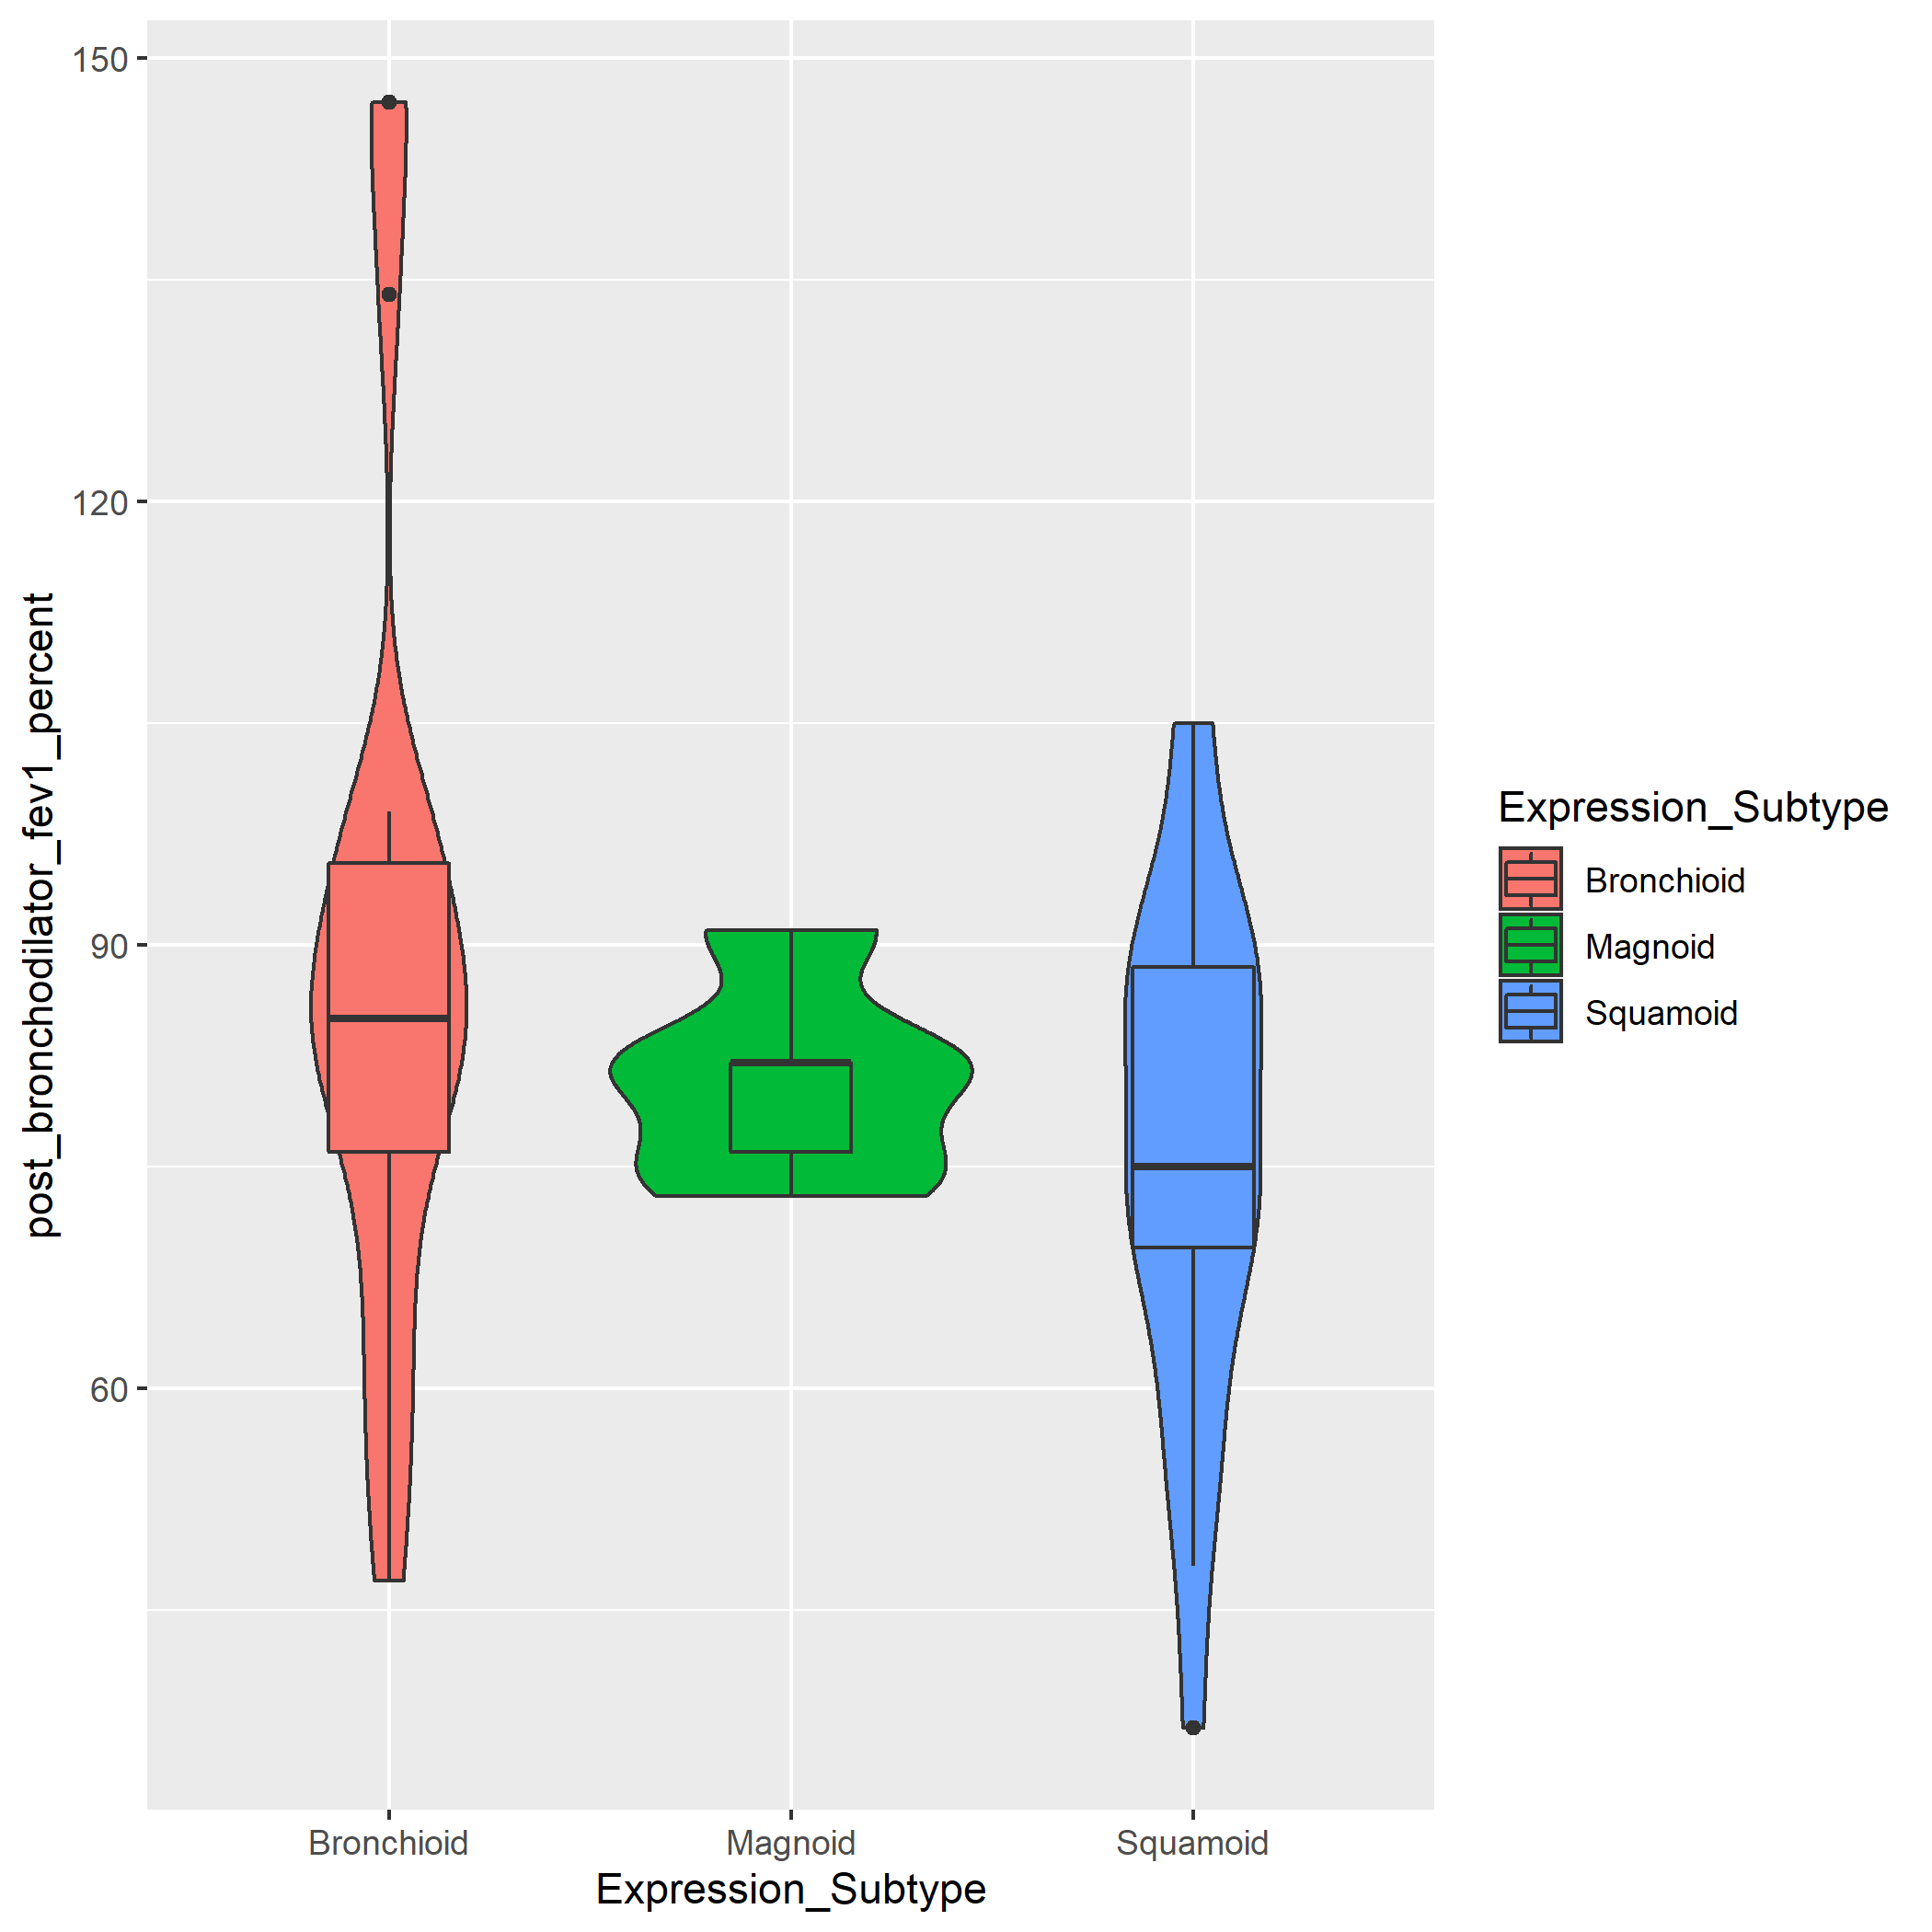 post_bronchodilator_fev1_percent
150
120
90
60
Bronchioid
Magnoid
Squamoid
Expression_Subtype
Expression_Subtype
Bronchioid
Magnoid
Squamoid